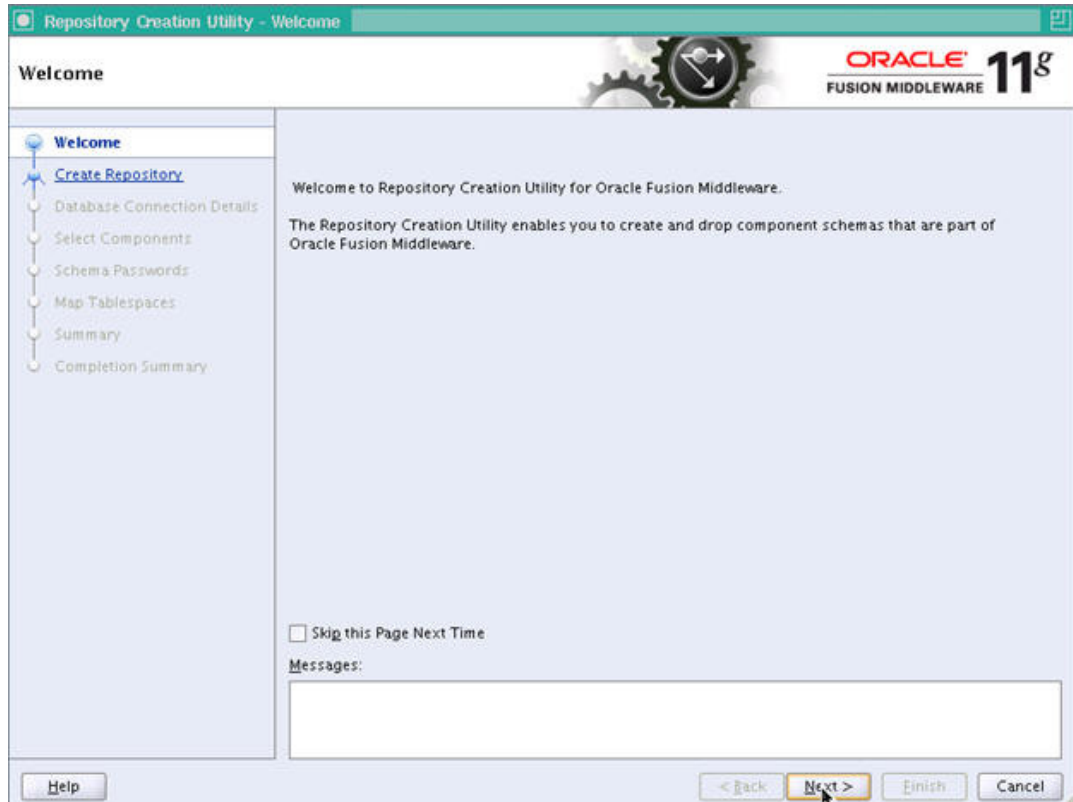 Repository Creation Utility - Welcome
Welcome
ORACLE
FUSION MIDDLEWARE
11g
Welcome
Create Repository
Database Connection Details
Select Components
Schema Passwords
Map Tablespaces
Summary
Completion Summary
Welcome to Repository Creation Utility for Oracle Fusion Middleware.
The Repository Creation Utility enables you to create and drop component schemas that are part of
Oracle Fusion Middleware.
Skip this Page Next Time
Messages:
Help
< Back
Next >
Finish
Cancel